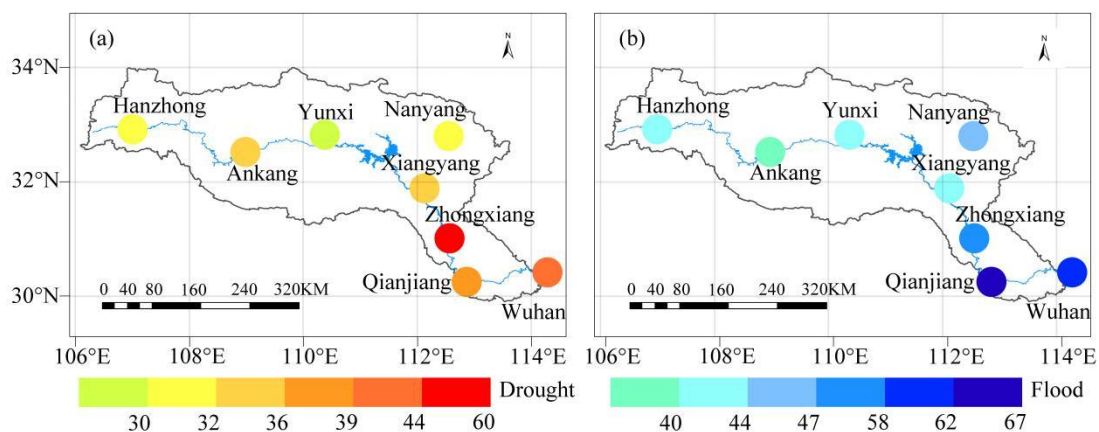 (a)
N
34°N
Hanzhong
Yunxi
Nanyang
Ankang
32°N
Xiangyang
Zhongxiang
Qianjiang
0 80 160 240 320KM
30°N
Wuhan
106°E 108°E 110°E 112°E 114°E
Drought
30 32 36 39 44 60
(b)
N
Hanzhong
Yunxi
Nanyang
Ankang
Xiangyang
Zhongxiang
Qianjiang
0 80 160 240 320KM
Wuhan
106°E 108°E 110°E 112°E 114°E
Flood
40 44 47 58 62 67